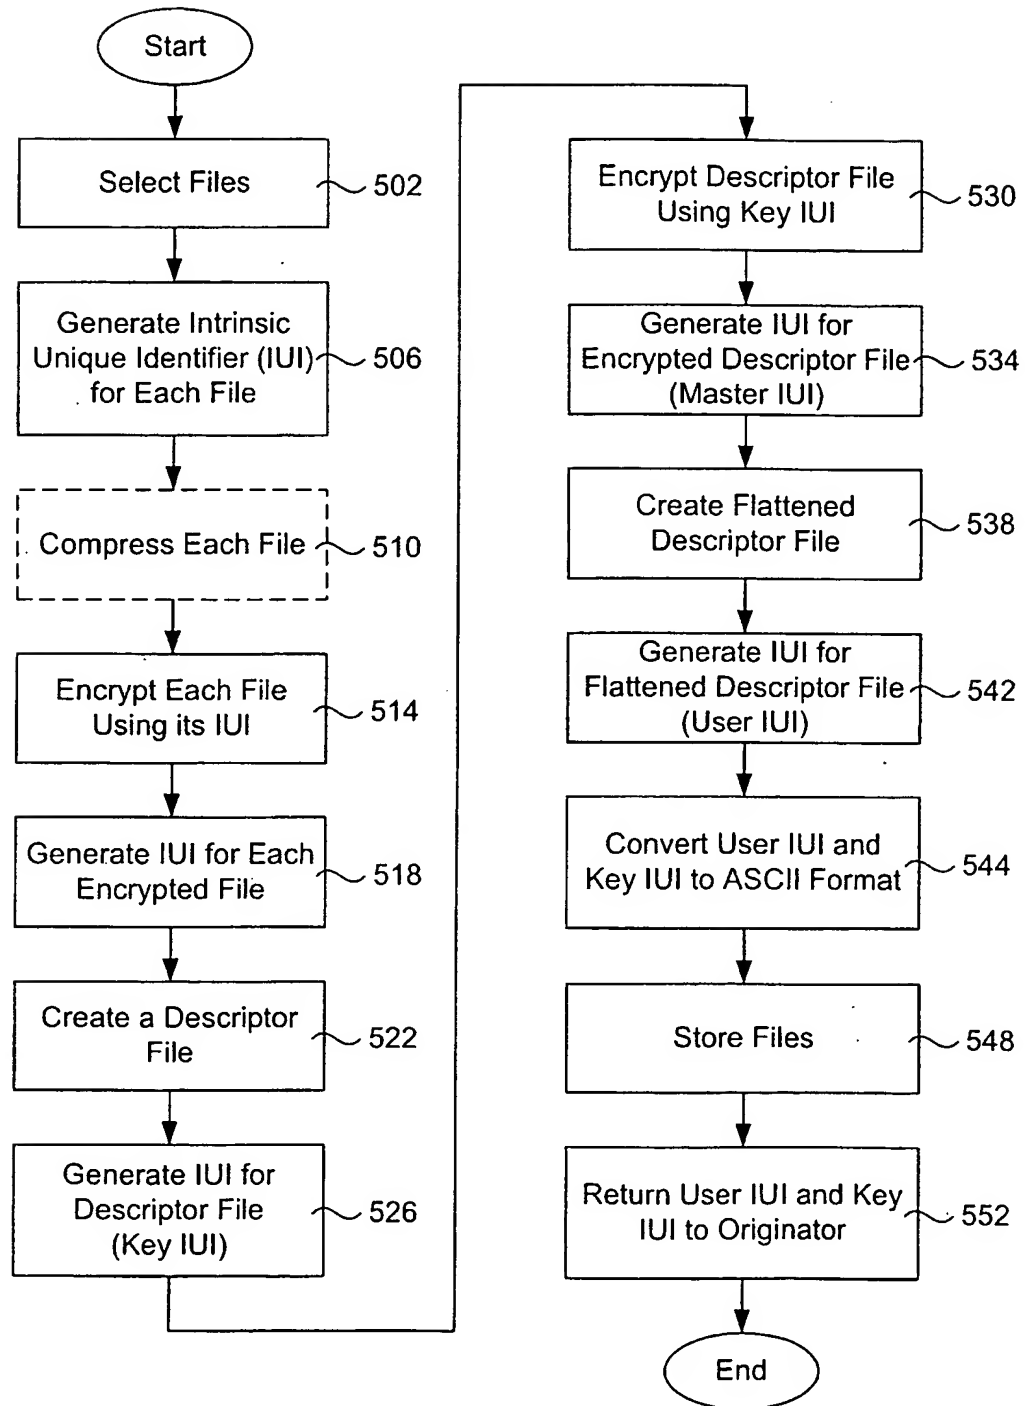 Start
Select Files
502
Generate Intrinsic
Unique Identifier (IUI)
for Each File
506
Compress Each File
510
Encrypt Each File
Using its IUI
514
Generate IUI for Each
Encrypted File
518
Create a Descriptor
File
522
Generate IUI for
Descriptor File
(Key IUI)
526
Encrypt Descriptor File
Using Key IUI
530
Generate IUI for
Encrypted Descriptor File
(Master IUI)
534
Create Flattened
Descriptor File
538
Generate IUI for
Flattened Descriptor File
(User IUI)
542
Convert User IUI and
Key IUI to ASCII Format
544
Store Files
548
Return User IUI and Key
IUI to Originator
552
End